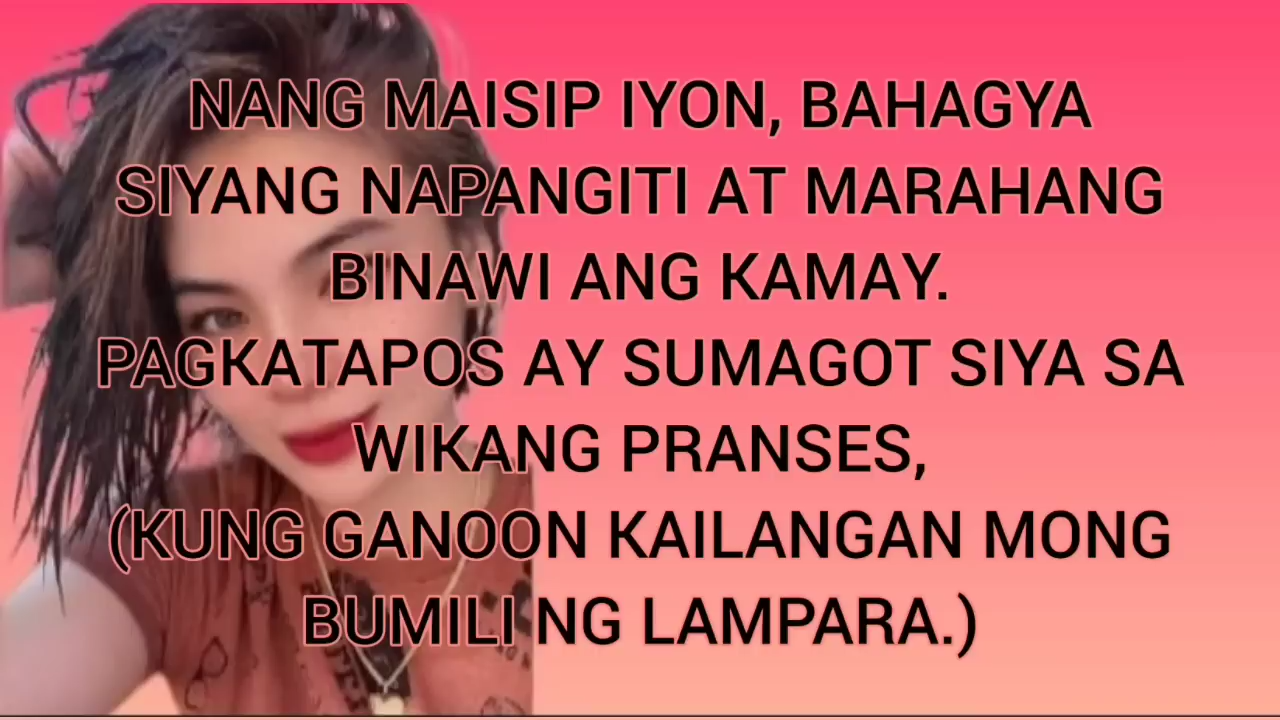 NANG MAISIP IYON, BAHAGYA
SIYANG NAPANGITI AT MARAHANG
BINAWI ANG KAMAY.
PAGKATAPOS AY SUMAGOT SIYA SA
WIKANG PRANSES,
(KUNG GANOON KAILANGAN MONG
BUMILI NG LAMPARA.)